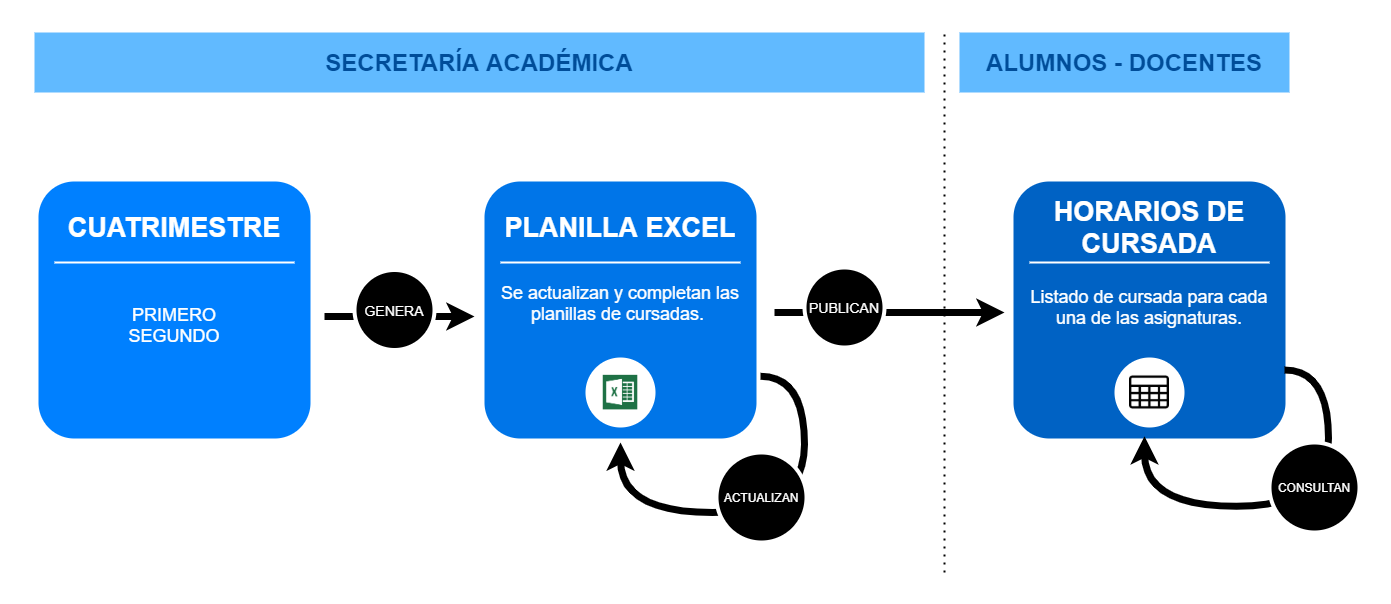 SECRETARÍA ACADÉMICA
ALUMNOS - DOCENTES
CUATRIMESTRE
PRIMERO
SEGUNDO
GENERA
PLANILLA EXCEL
Se actualizan y completan las
planillas de cursadas.
X
ACTUALIZAN
PUBLICAN
HORARIOS DE
CURSADA
Listado de cursada para cada
una de las asignaturas.
CONSULTAN